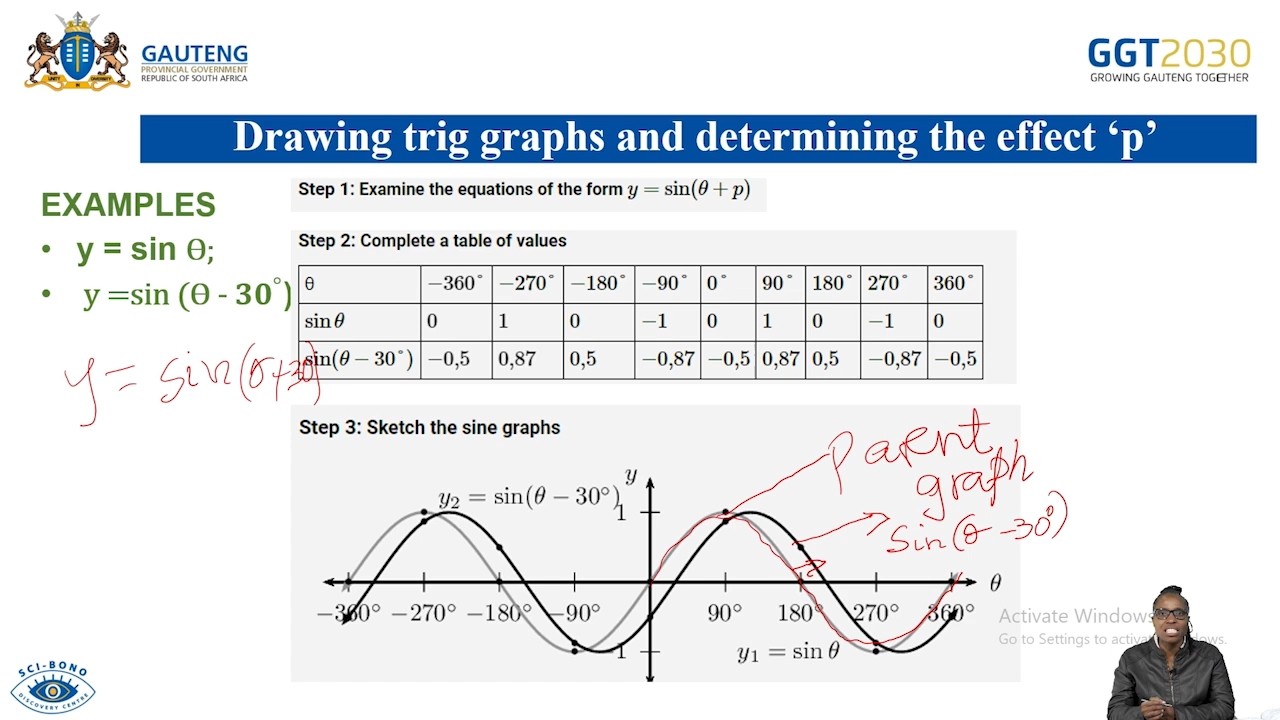 GAUTENG
PROVINCIAL GOVERNMENT
REPUBLIC OF SOUTH AFRICA
UNITY IN DIVERSITY
GGT2030
GROWING GAUTENG TOGETHER
Drawing trig graphs and determining the effect ‘p’
EXAMPLES
• y = sin Ɵ;
• y =sin (Ɵ - 30°)
y = sin(θ+30)
Step 1: Examine the equations of the form y = sin(θ + p)
Step 2: Complete a table of values
θ −360° −270° −180° −90° 0° 90° 180° 270° 360°
sin θ 0 1 0 −1 0 1 0 −1 0
sin(θ − 30°) −0,5 0,87 0,5 −0,87 −0,5 0,87 0,5 −0,87 −0,5
Step 3: Sketch the sine graphs
Parent
graph
sin(θ −30°)
y
y₂ = sin(θ − 30°)
1
θ
−360° −270° −180° −90° 90° 180° 270° 360°
−1
y₁ = sin θ
Activate Windows
Go to Settings to activate Windows.
SCI-BONO
DISCOVERY CENTRE